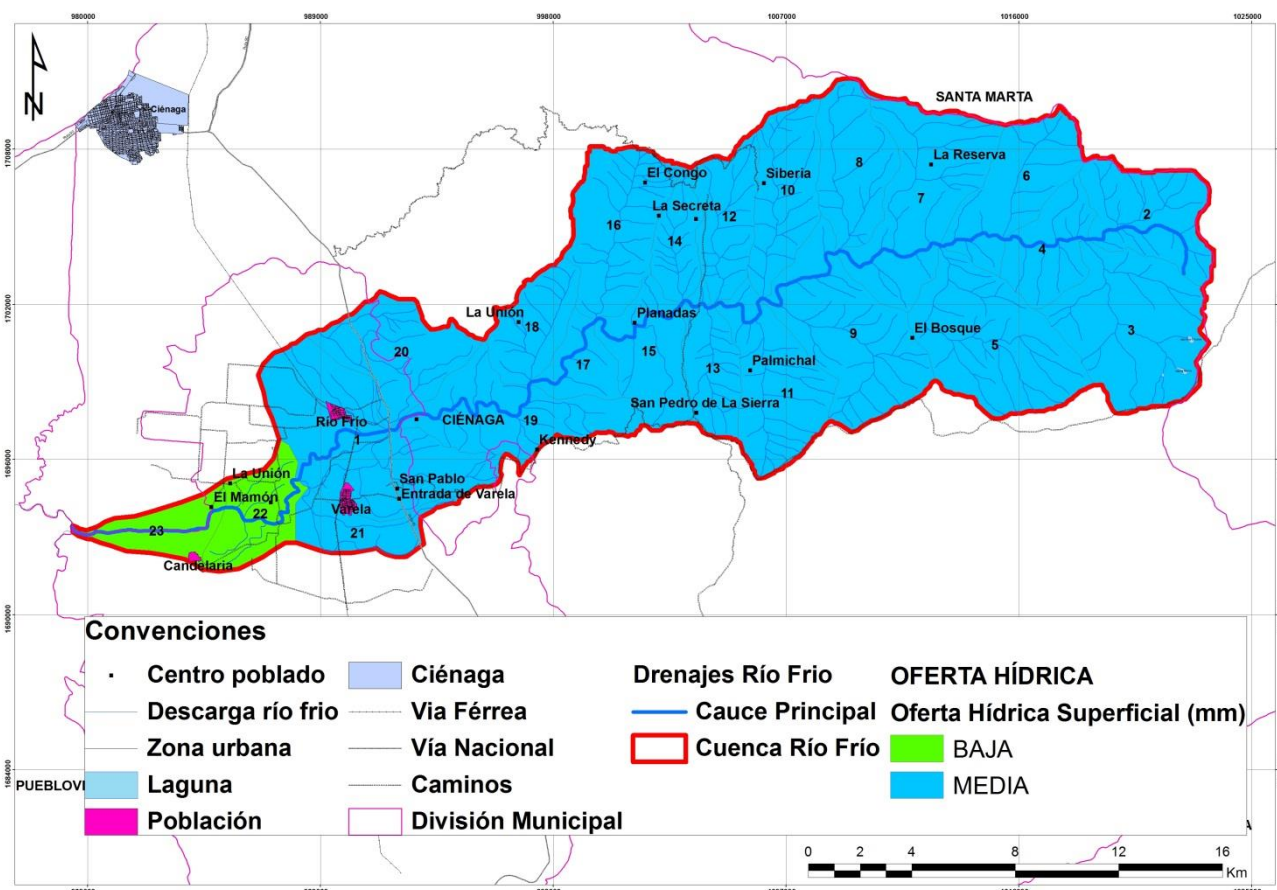 980000 989000 998000 1007000 1016000 1025000
N
Ciénaga
SANTA MARTA
1708000 1708000
La Reserva
8
6
El Congo
Siberia
10
7
2
La Secreta
12
16
14
4
1702000 1702000
La Unión
18
Planadas
9
El Bosque
3
20
15
5
17
13
Palmichal
11
Río Frío
CIÉNAGA
19
San Pedro de La Sierra
1
Kennedy
1696000 1696000
La Unión
San Pablo
El Mamón
Entrada de Varela
22
Varela
23
21
Candelaria
1690000 1690000
Convenciones
Centro poblado
Descarga río frio
Zona urbana
Laguna
Población
Ciénaga
Via Férrea
Vía Nacional
Caminos
División Municipal
Drenajes Río Frio
Cauce Principal
Cuenca Río Frío
OFERTA HÍDRICA
Oferta Hídrica Superficial (mm)
BAJA
MEDIA
1684000 1684000
PUEBLOVI
A
0 2 4 8 12 16
Km